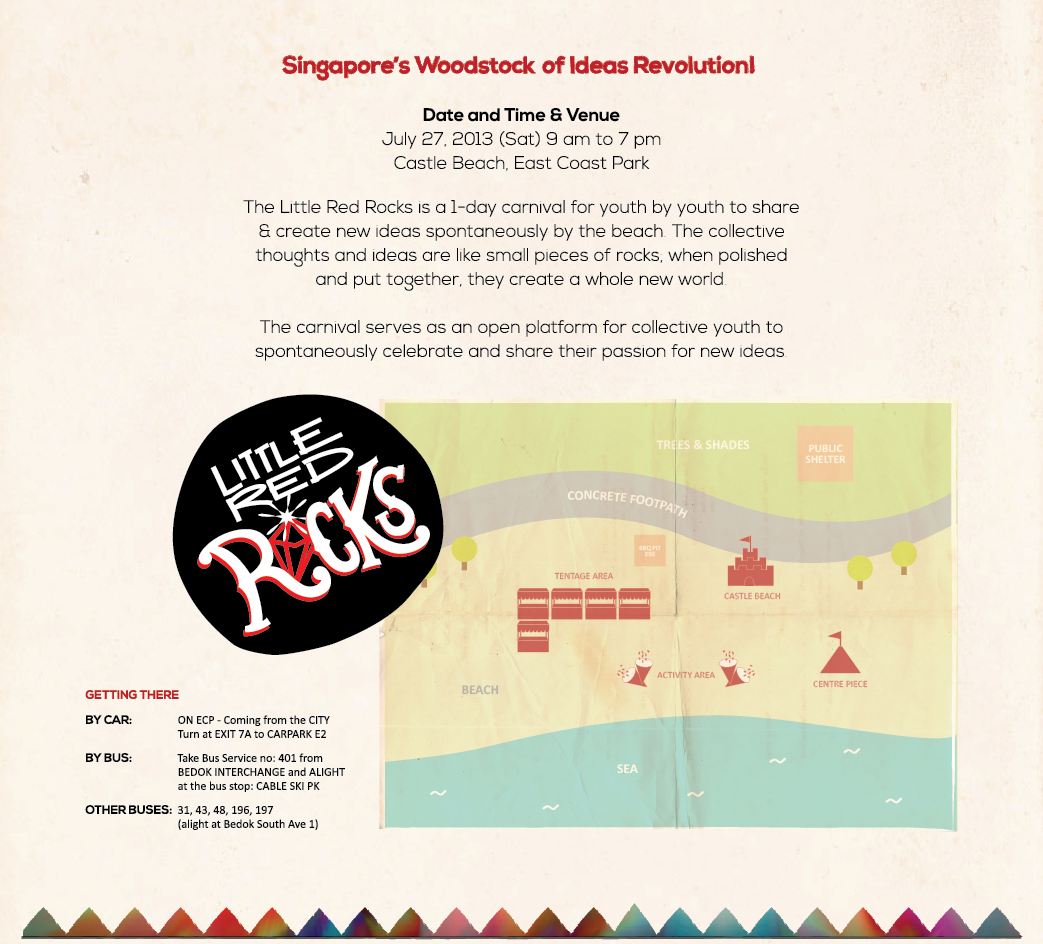 Singapore's Woodstock of Ideas Revolution!
Date and Time & Venue
July 27, 2013 (Sat) 9 am to 7 pm
Castle Beach, East Coast Park
The Little Red Rocks is a 1-day carnival for youth by youth to share
& create new ideas spontaneously by the beach. The collective
thoughts and ideas are like small pieces of rocks, when polished
and put together, they create a whole new world.
The carnival serves as an open platform for collective youth to
spontaneously celebrate and share their passion for new ideas.
LITTLE
RED
ROCKS
TREES & SHADES
PUBLIC
SHELTER
CONCRETE FOOTPATH
BBQ PIT
TENTAGE AREA
CASTLE BEACH
ACTIVITY AREA
CENTRE PIECE
BEACH
SEA
GETTING THERE
BY CAR: ON ECP - Coming from the CITY
Turn at EXIT 7A to CARPARK E2
BY BUS: Take Bus Service no: 401 from
BEDOK INTERCHANGE and ALIGHT
at the bus stop: CABLE SKI PK
OTHER BUSES: 31, 43, 48, 196, 197
(alight at Bedok South Ave 1)